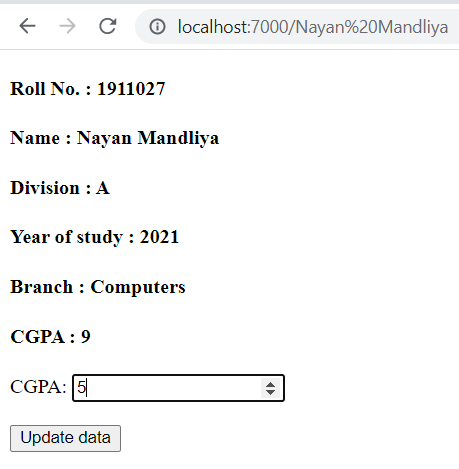 localhost:7000/Nayan%20Mandliya
Roll No. : 1911027
Name : Nayan Mandliya
Division : A
Year of study : 2021
Branch : Computers
CGPA : 9
CGPA: 5
Update data